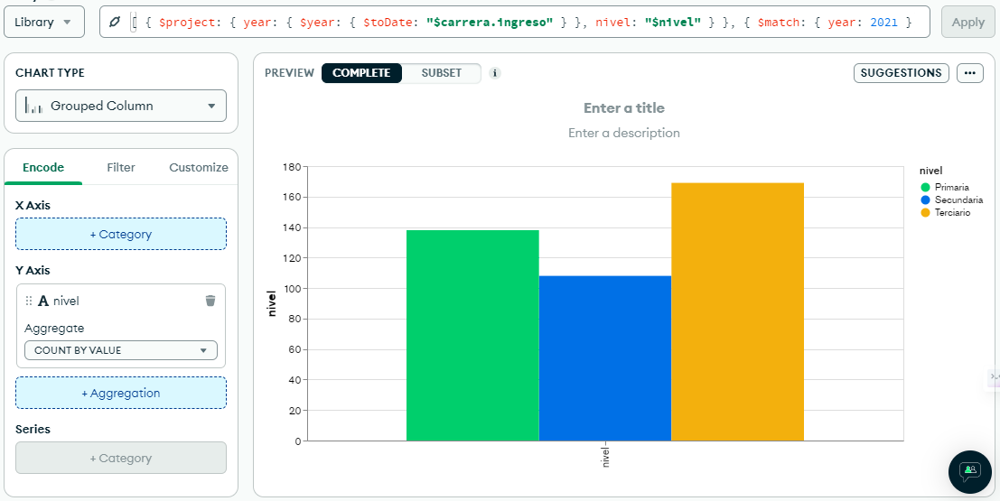 Library
[ { $project: { year: { $year: { $toDate: "$carrera.ingreso" } }, nivel: "$nivel" } }, { $match: { year: 2021 }
Apply
CHART TYPE
Grouped Column
Encode Filter Customize
X Axis
+ Category
Y Axis
A nivel
Aggregate
COUNT BY VALUE
+ Aggregation
Series
+ Category
PREVIEW COMPLETE SUBSET i
SUGGESTIONS ...
Enter a title
Enter a description
180
160
140
120
100
80
60
40
20
0
nivel
nivel
nivel
Primaria
Secundaria
Terciario